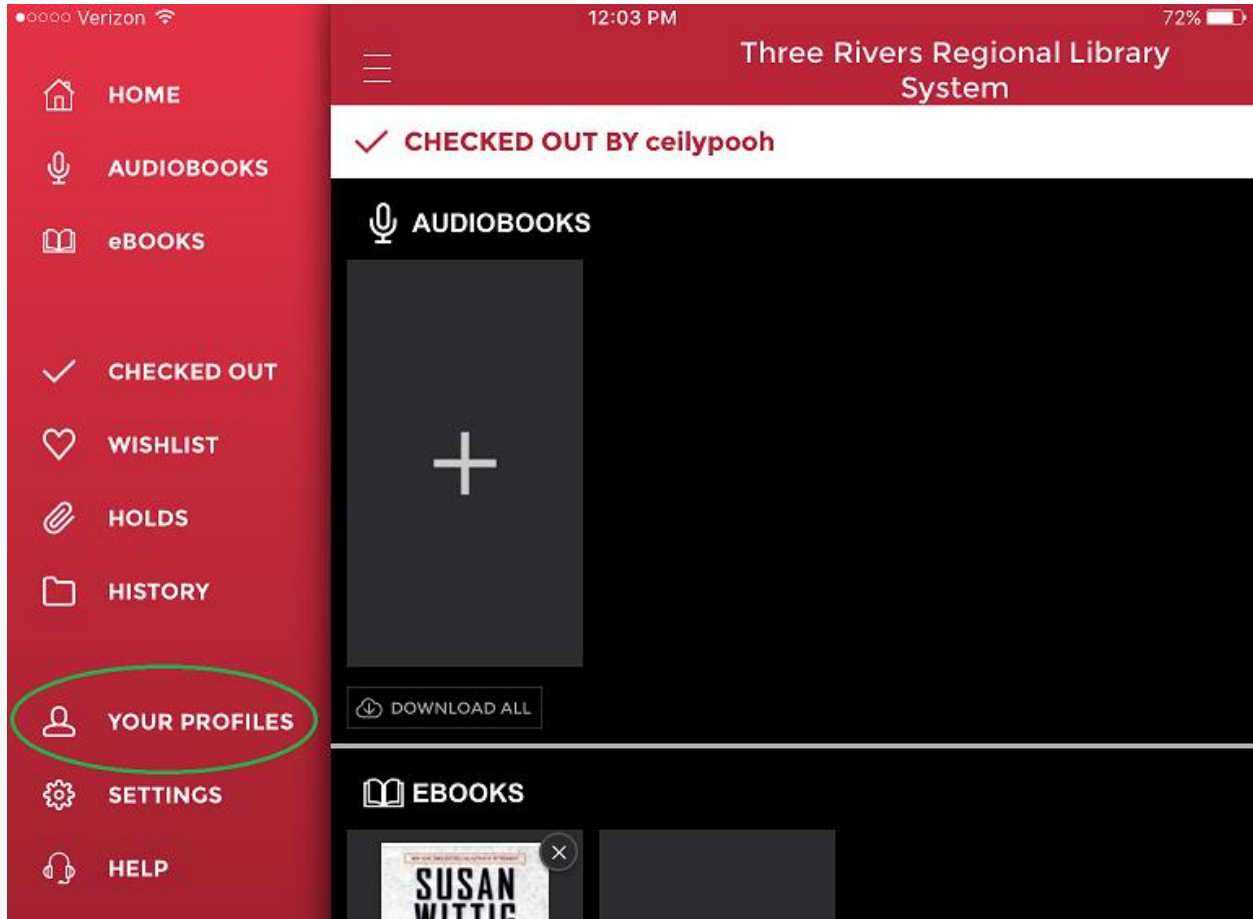 Verizon
12:03 PM
72%
HOME
AUDIOBOOKS
eBOOKS
CHECKED OUT
WISHLIST
HOLDS
HISTORY
YOUR PROFILES
SETTINGS
HELP
Three Rivers Regional Library
System
CHECKED OUT BY ceilypooh
AUDIOBOOKS
DOWNLOAD ALL
EBOOKS
SUSAN
WITTIG